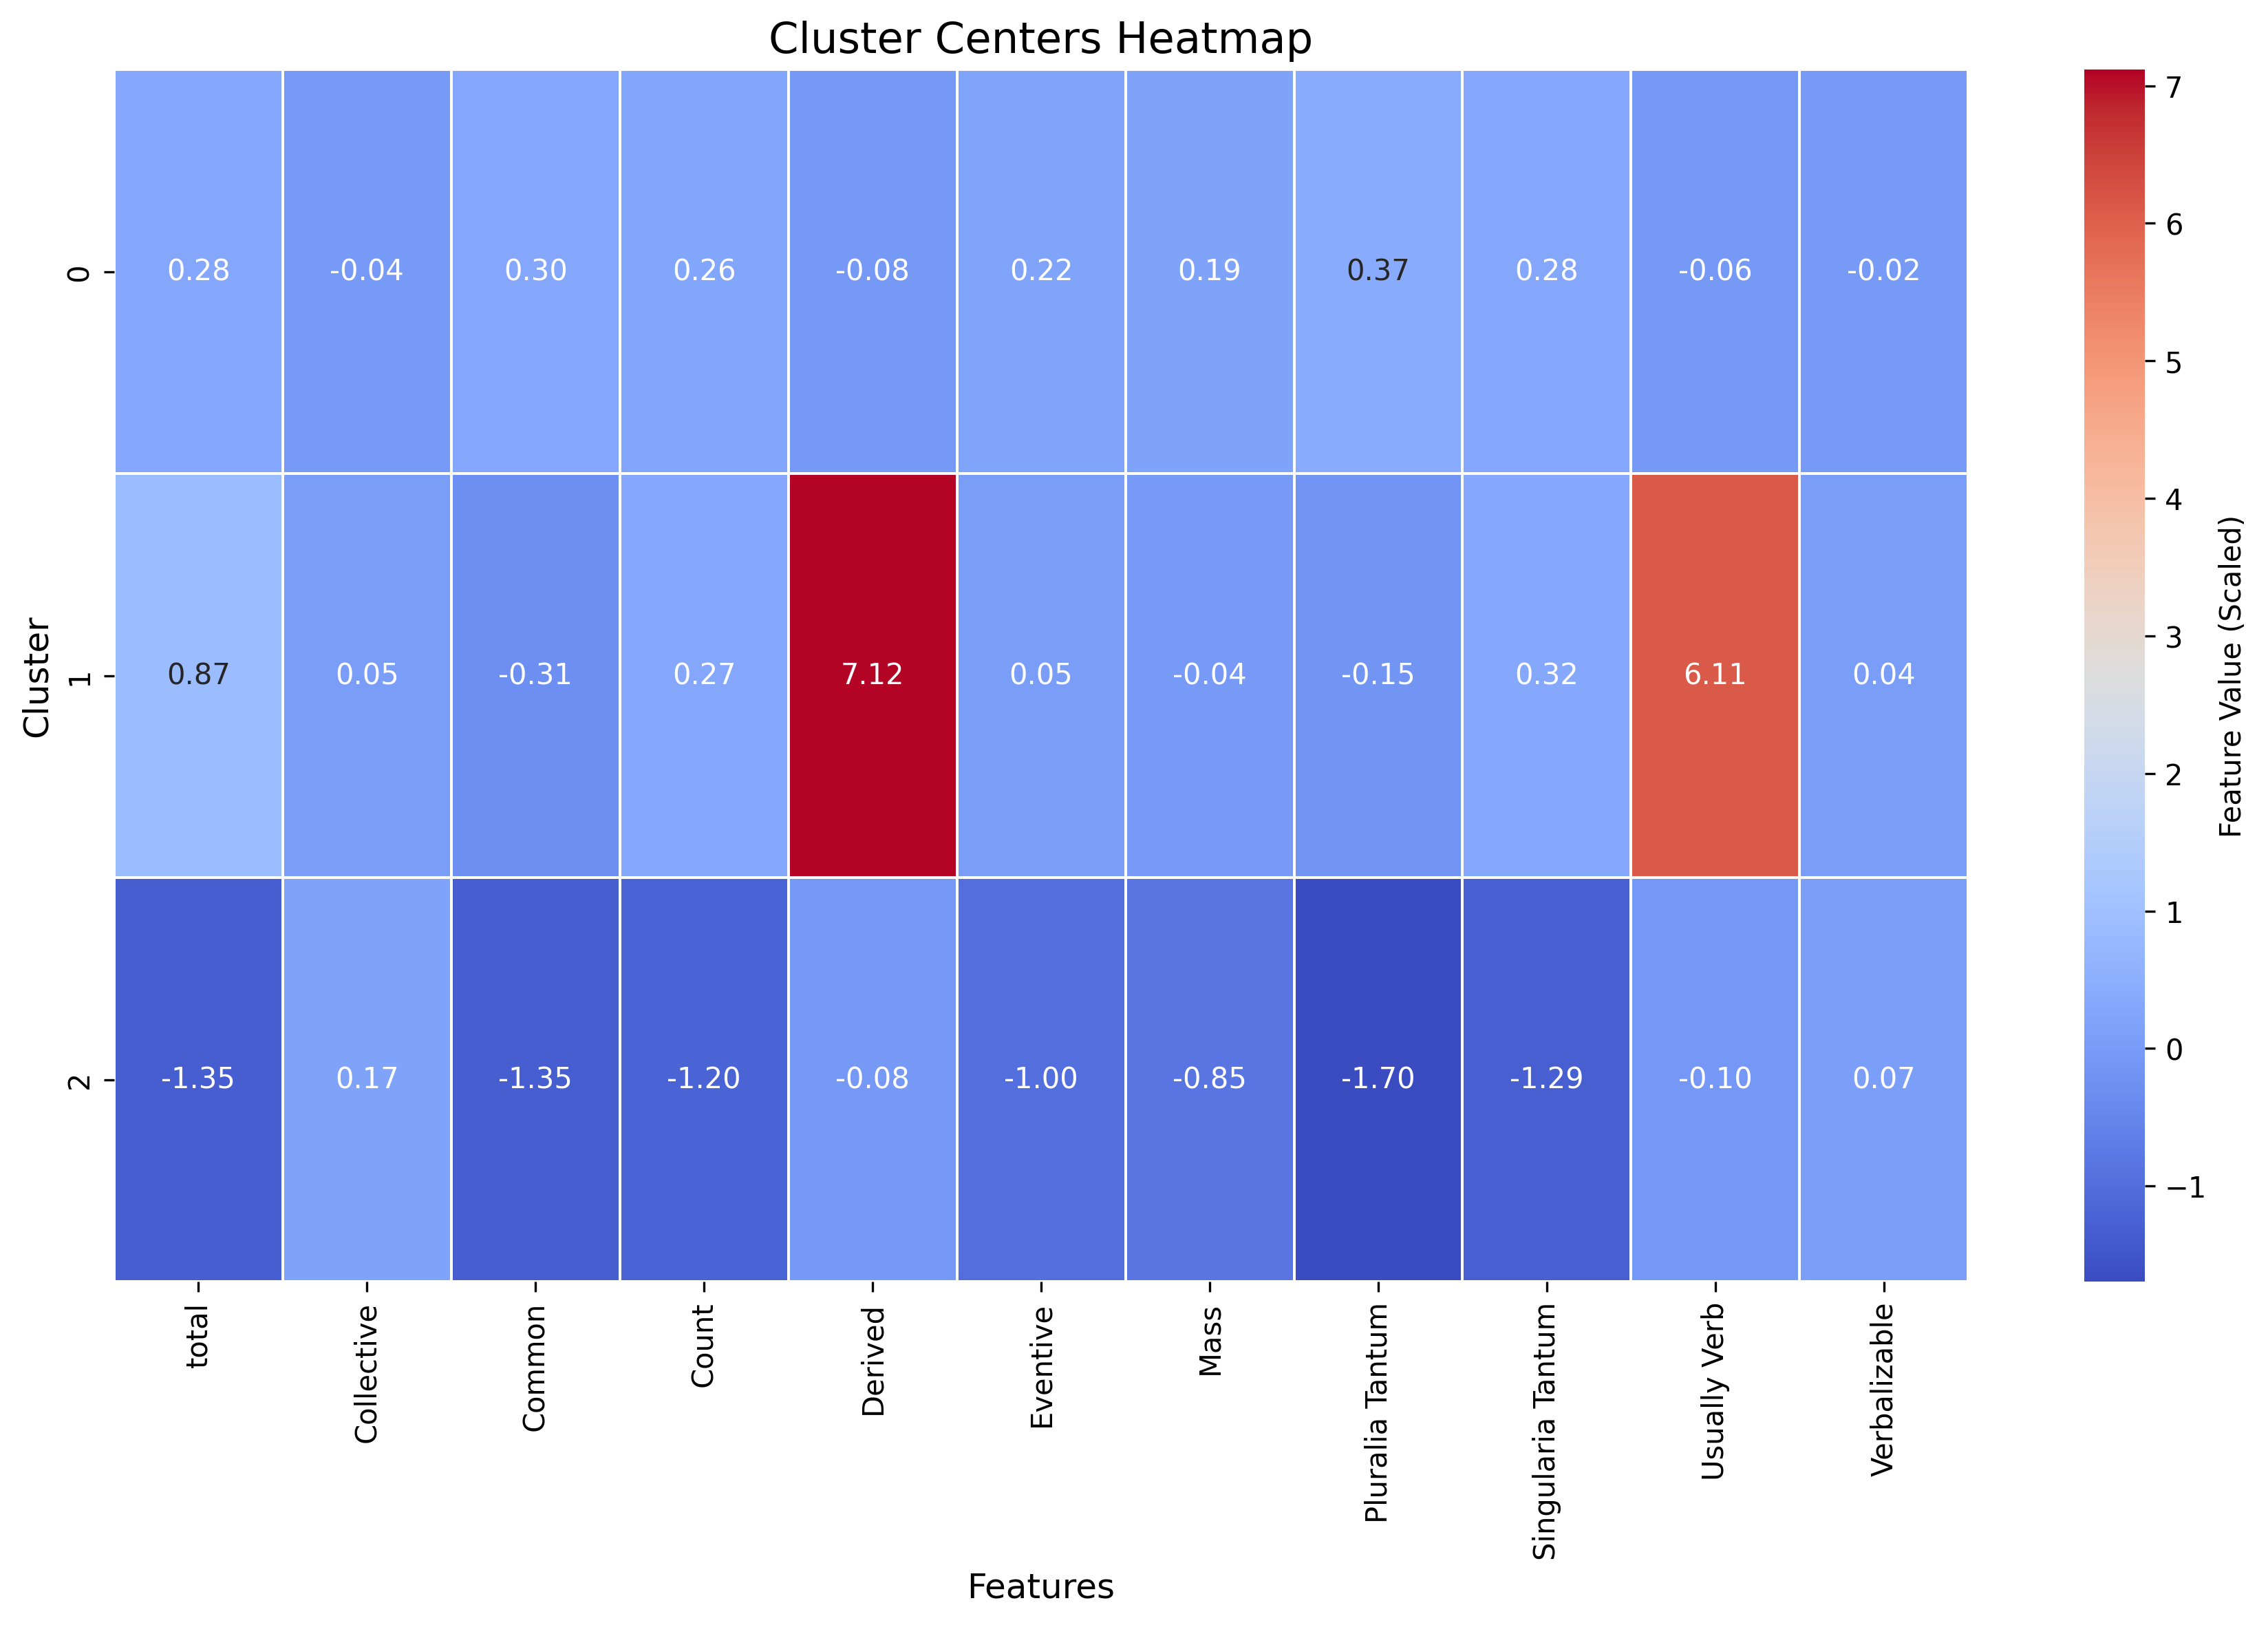 Cluster Centers Heatmap
Cluster
0
0.28 -0.04 0.30 0.26 -0.08 0.22 0.19 0.37 0.28 -0.06 -0.02
1
0.87 0.05 -0.31 0.27 7.12 0.05 -0.04 -0.15 0.32 6.11 0.04
2
-1.35 0.17 -1.35 -1.20 -0.08 -1.00 -0.85 -1.70 -1.29 -0.10 0.07
total
Collective
Common
Count
Derived
Eventive
Mass
Pluralia Tantum
Singularia Tantum
Usually Verb
Verbalizable
Features
7
6
5
4
3
2
1
0
−1
Feature Value (Scaled)